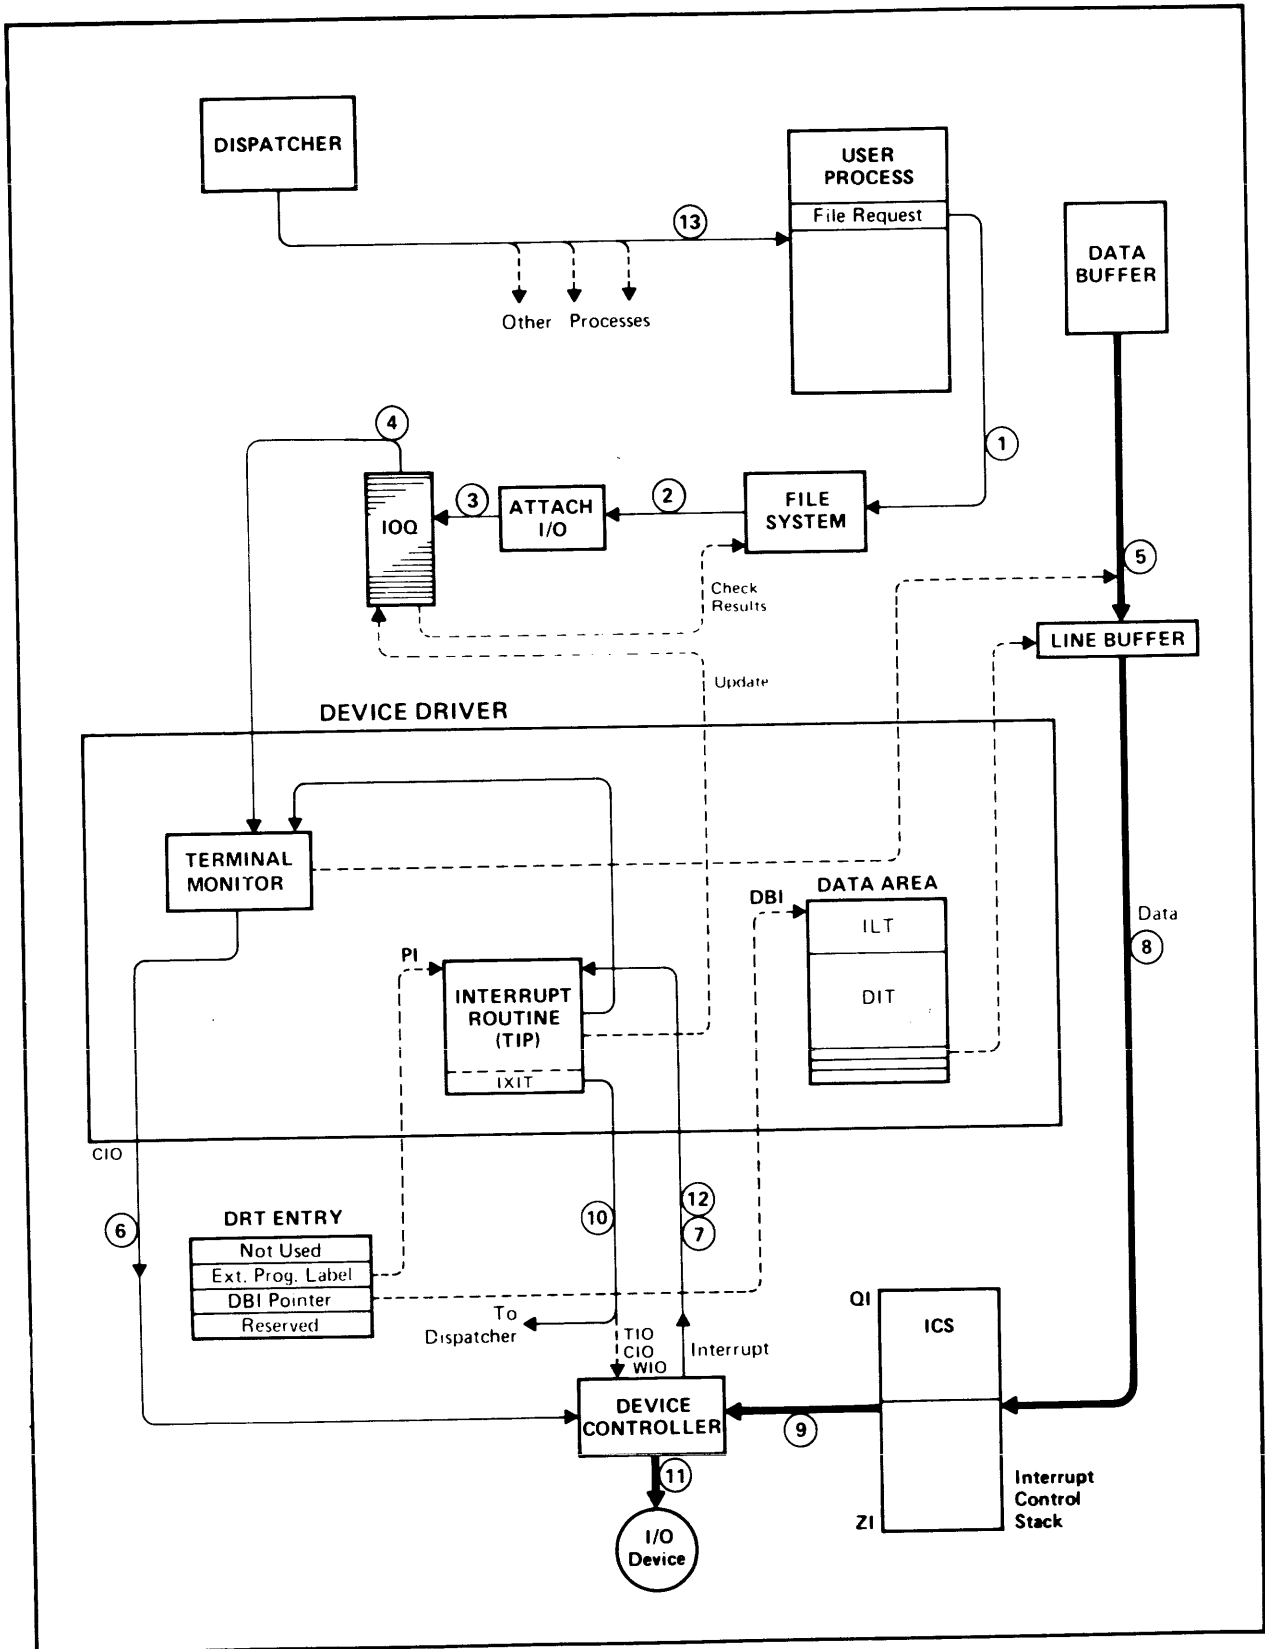 DISPATCHER
USER
PROCESS
File Request
13
DATA
BUFFER
Other Processes
4
1
IOQ
3
ATTACH
I/O
2
FILE
SYSTEM
5
Check
Results
LINE BUFFER
Update
DEVICE DRIVER
TERMINAL
MONITOR
DATA AREA
DBI
ILT
DIT
Data
8
PI
INTERRUPT
ROUTINE
(TIP)
IXIT
CIO
6
DRT ENTRY
Not Used
Ext. Prog. Label
DBI Pointer
Reserved
10
12
7
To
Dispatcher
TIO
CIO
WIO
Interrupt
QI
ICS
DEVICE
CONTROLLER
9
11
ZI
Interrupt
Control
Stack
I/O
Device